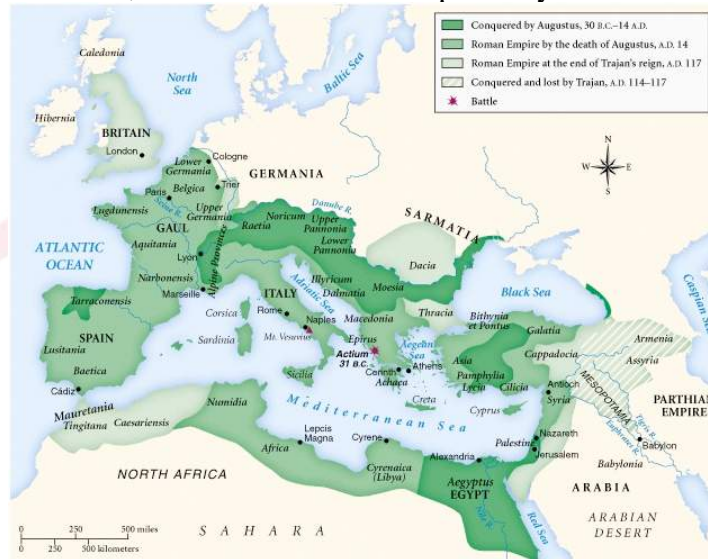 Conquered by Augustus, 30 B.C.–14 A.D.
Roman Empire by the death of Augustus, A.D. 14
Roman Empire at the end of Trajan's reign, A.D. 117
Conquered and lost by Trajan, A.D. 114–117
Battle
Caledonia
North
Sea
Baltic Sea
Hibernia
BRITAIN
London
N
W
E
S
Lower
Germania
Cologne
GERMANIA
Belgica
Trier
Paris
Seine R.
Upper
Germania
Lugdunensis
GAUL
Danube R.
SARMATIA
Noricum
Raetia
Upper
Pannonia
Lower
Pannonia
ATLANTIC
OCEAN
Aquitania
Lyon
Alpine Provinces
Dacia
Narbonensis
Marseille
Illyricum
Dalmatia
Moesia
Adriatic Sea
Black Sea
Caspian Sea
Tarraconensis
Corsica
ITALY
Rome
Naples
Mt. Vesuvius
Macedonia
Thracia
Bithynia
et Pontus
Galatia
Armenia
SPAIN
Lusitania
Baetica
Sardinia
Epirus
Actium
31 B.C.
Aegean
Sea
Asia
Cappadocia
Assyria
Cádiz
Sicilia
Corinth
Athens
Achaea
Pamphylia
Lycia
Cilicia
Antioch
Syria
MESOPOTAMIA
PARTHIAN
EMPIRE
Mauretania
Tingitana
Caesariensis
Numidia
Mediterranean Sea
Creta
Cyprus
Tigris R.
Euphrates R.
Babylon
Babylonia
Africa
Lepcis
Magna
Cyrene
Cyrenaica
(Libya)
Alexandria
Palestine
Nazareth
Jerusalem
ARABIA
ARABIAN
DESERT
NORTH AFRICA
Aegyptus
EGYPT
Nile R.
Red Sea
SAHARA
0 250 500 miles
0 250 500 kilometers